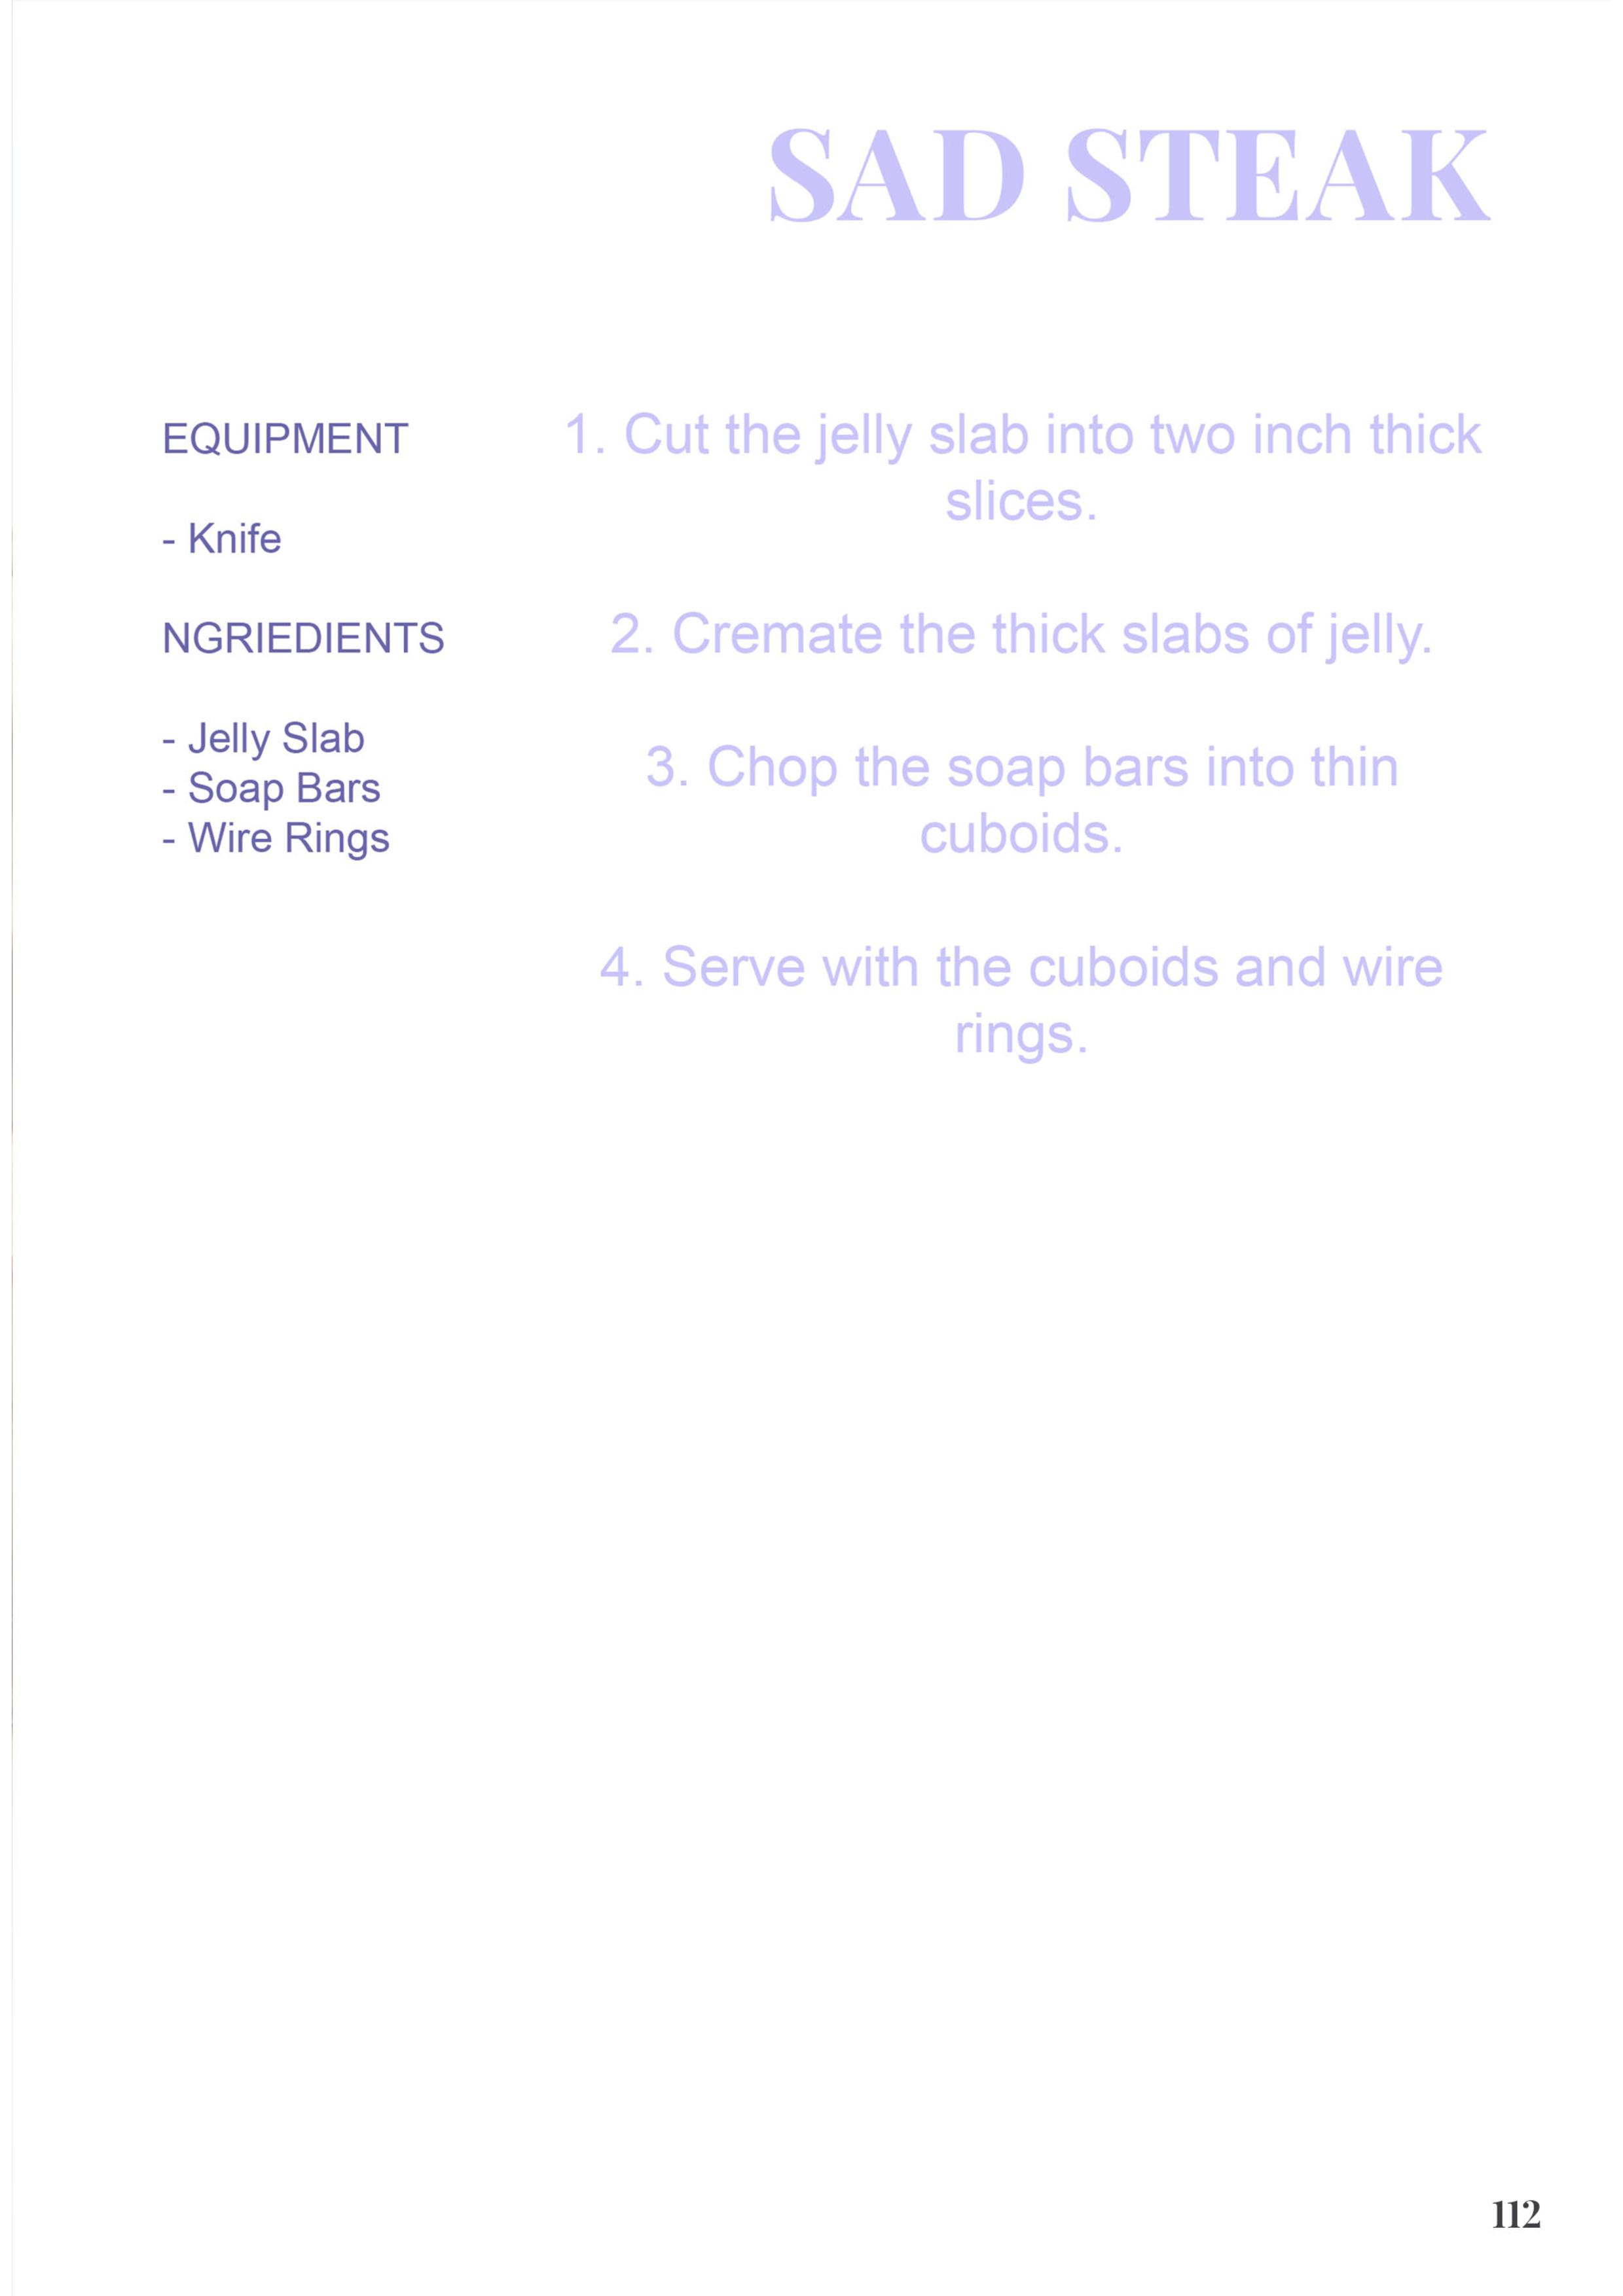 SAD STEAK
EQUIPMENT
- Knife
NGRIEDIENTS
- Jelly Slab
- Soap Bars
- Wire Rings
1. Cut the jelly slab into two inch thick
slices.
2. Cremate the thick slabs of jelly.
3. Chop the soap bars into thin
cuboids.
4. Serve with the cuboids and wire
rings.
112